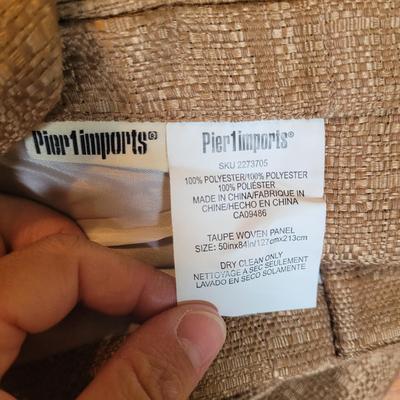 Pier1imports®
Pier1imports®
SKU 2273705
100% POLYESTER/100% POLYESTER
100% POLIÉSTER
MADE IN CHINA/FABRIQUE IN
CHINE/HECHO EN CHINA
CA09486
TAUPE WOVEN PANEL
SIZE: 50inx84in/127cmx213cm
DRY CLEAN ONLY
NETTOYAGE A SEC SEULEMENT
LAVADO EN SECO SOLAMENTE